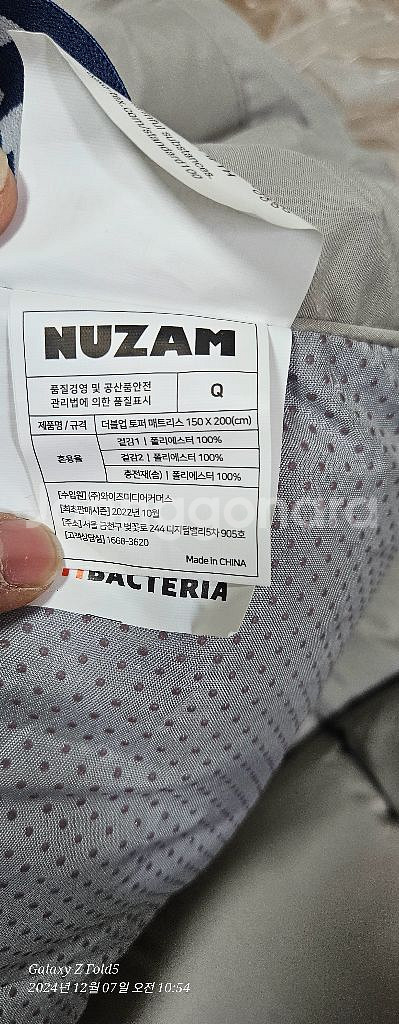 harmful substances.
tex.com/standard100
NUZAM
품질경영 및 공산품안전
관리법에 의한 품질표시
Q
제품명 / 규격
더블업 토퍼 매트리스 150 X 200(cm)
혼용율
겉감1 | 폴리에스터 100%
겉감2 | 폴리에스터 100%
충전재(솜) | 폴리에스터 100%
[수입원] (주)와이즈미디어커머스
[최초판매시즌] 2022년 10월
[주소] 서울 금천구 벚꽃로 244 디지털밸리5차 905호
[고객상담실] 1668-3620
Made in CHINA
BACTERIA
Galaxy Z Fold5
2024년 12월 07일 오전 10:54